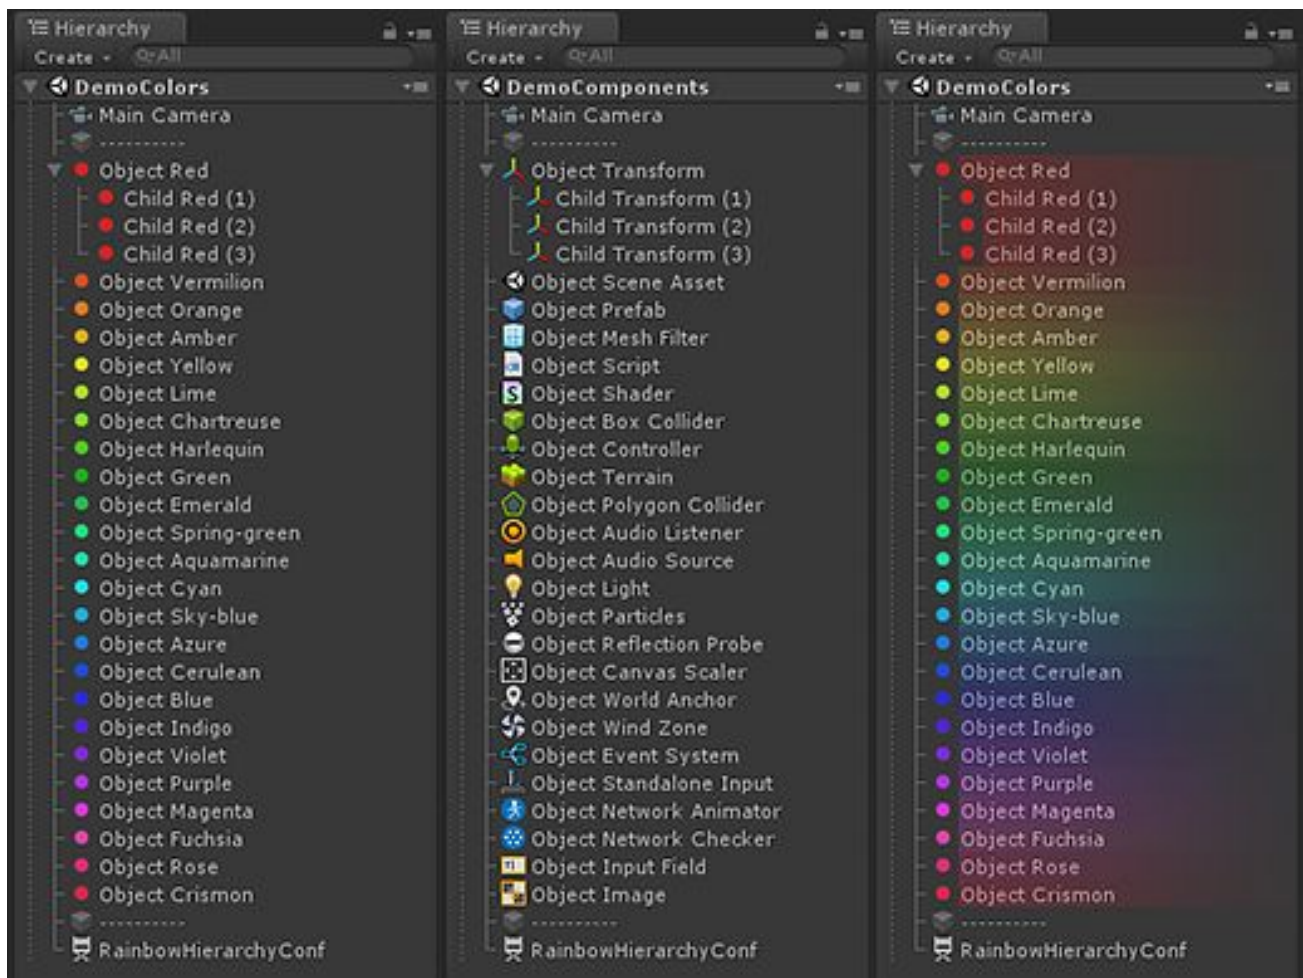 Hierarchy
Create
All
DemoColors
Main Camera
----------
Object Red
Child Red (1)
Child Red (2)
Child Red (3)
Object Vermilion
Object Orange
Object Amber
Object Yellow
Object Lime
Object Chartreuse
Object Harlequin
Object Green
Object Emerald
Object Spring-green
Object Aquamarine
Object Cyan
Object Sky-blue
Object Azure
Object Cerulean
Object Blue
Object Indigo
Object Violet
Object Purple
Object Magenta
Object Fuchsia
Object Rose
Object Crismon
----------
RainbowHierarchyConf
Hierarchy
Create
All
DemoComponents
Main Camera
----------
Object Transform
Child Transform (1)
Child Transform (2)
Child Transform (3)
Object Scene Asset
Object Prefab
Object Mesh Filter
Object Script
Object Shader
Object Box Collider
Object Controller
Object Terrain
Object Polygon Collider
Object Audio Listener
Object Audio Source
Object Light
Object Particles
Object Reflection Probe
Object Canvas Scaler
Object World Anchor
Object Wind Zone
Object Event System
Object Standalone Input
Object Network Animator
Object Network Checker
Object Input Field
Object Image
----------
RainbowHierarchyConf
Hierarchy
Create
All
DemoColors
Main Camera
----------
Object Red
Child Red (1)
Child Red (2)
Child Red (3)
Object Vermilion
Object Orange
Object Amber
Object Yellow
Object Lime
Object Chartreuse
Object Harlequin
Object Green
Object Emerald
Object Spring-green
Object Aquamarine
Object Cyan
Object Sky-blue
Object Azure
Object Cerulean
Object Blue
Object Indigo
Object Violet
Object Purple
Object Magenta
Object Fuchsia
Object Rose
Object Crismon
----------
RainbowHierarchyConf